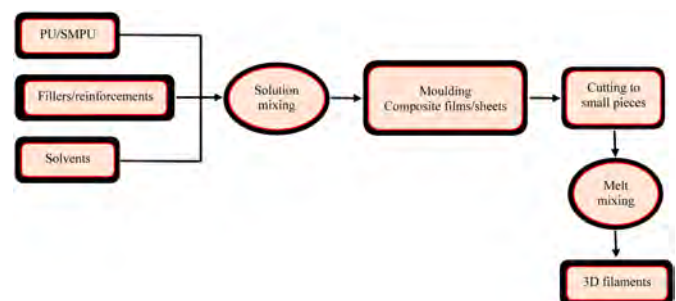 PU/SMPU
Fillers/reinforcements
Solvents
Solution
mixing
Moulding
Composite films/sheets
Cutting to
small pieces
Melt
mixing
3D filaments